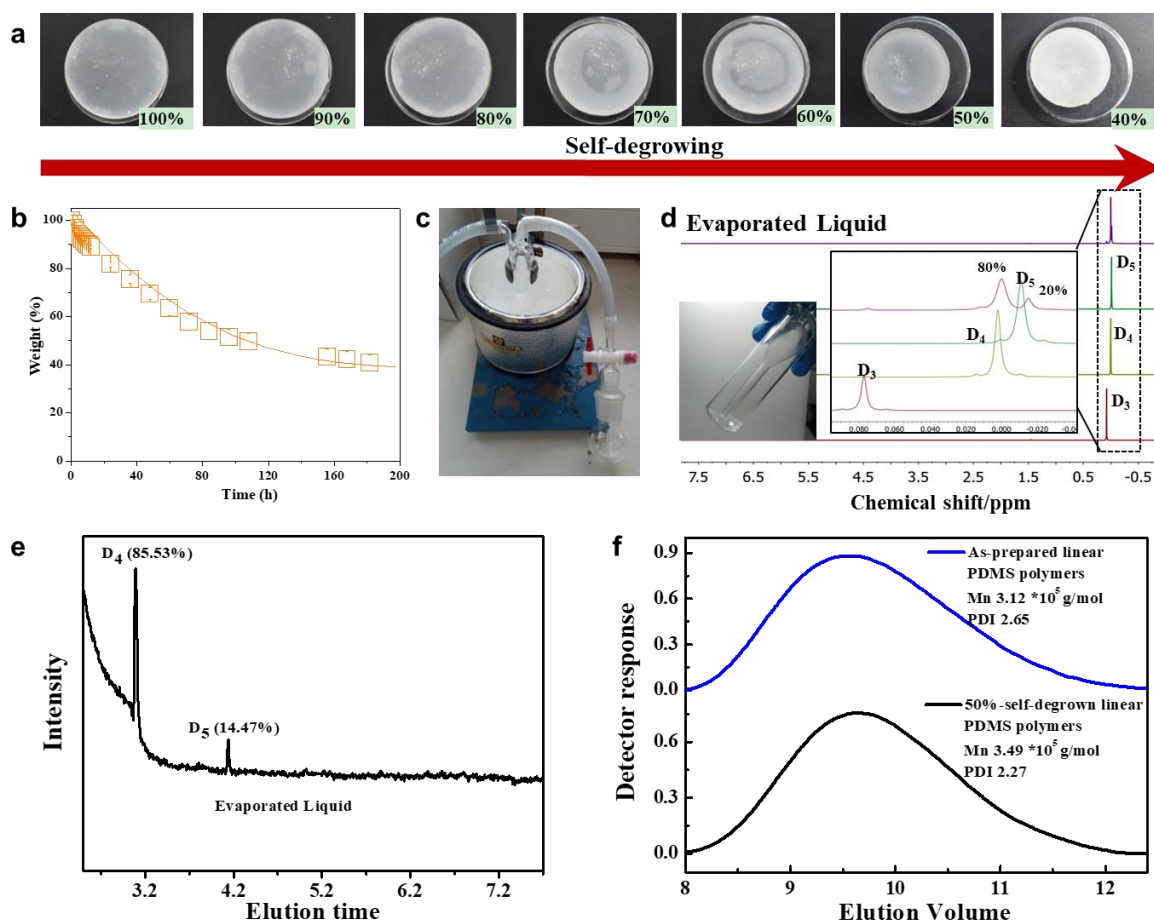 a
100%
90%
80%
70%
60%
50%
40%
Self-degrowing
b
Weight (%)
100
80
60
40
20
0
0 40 80 120 160 200
Time (h)
c
d
Evaporated Liquid
80%
D5
20%
D4
D3
0.080 0.060 0.040 0.020 0.000 -0.020 -0.0
D5
D4
D3
7.5 6.5 5.5 4.5 3.5 2.5 1.5 0.5 -0.5
Chemical shift/ppm
e
D4 (85.53%)
D5 (14.47%)
Evaporated Liquid
Intensity
3.2 4.2 5.2 6.2 7.2
Elution time
f
Detector response
0.9
0.6
0.3
0.0
As-prepared linear
PDMS polymers
Mn 3.12 *10^5 g/mol
PDI 2.65
0.9
0.6
0.3
0.0
50%-self-degrown linear
PDMS polymers
Mn 3.49 *10^5 g/mol
PDI 2.27
8 9 10 11 12
Elution Volume